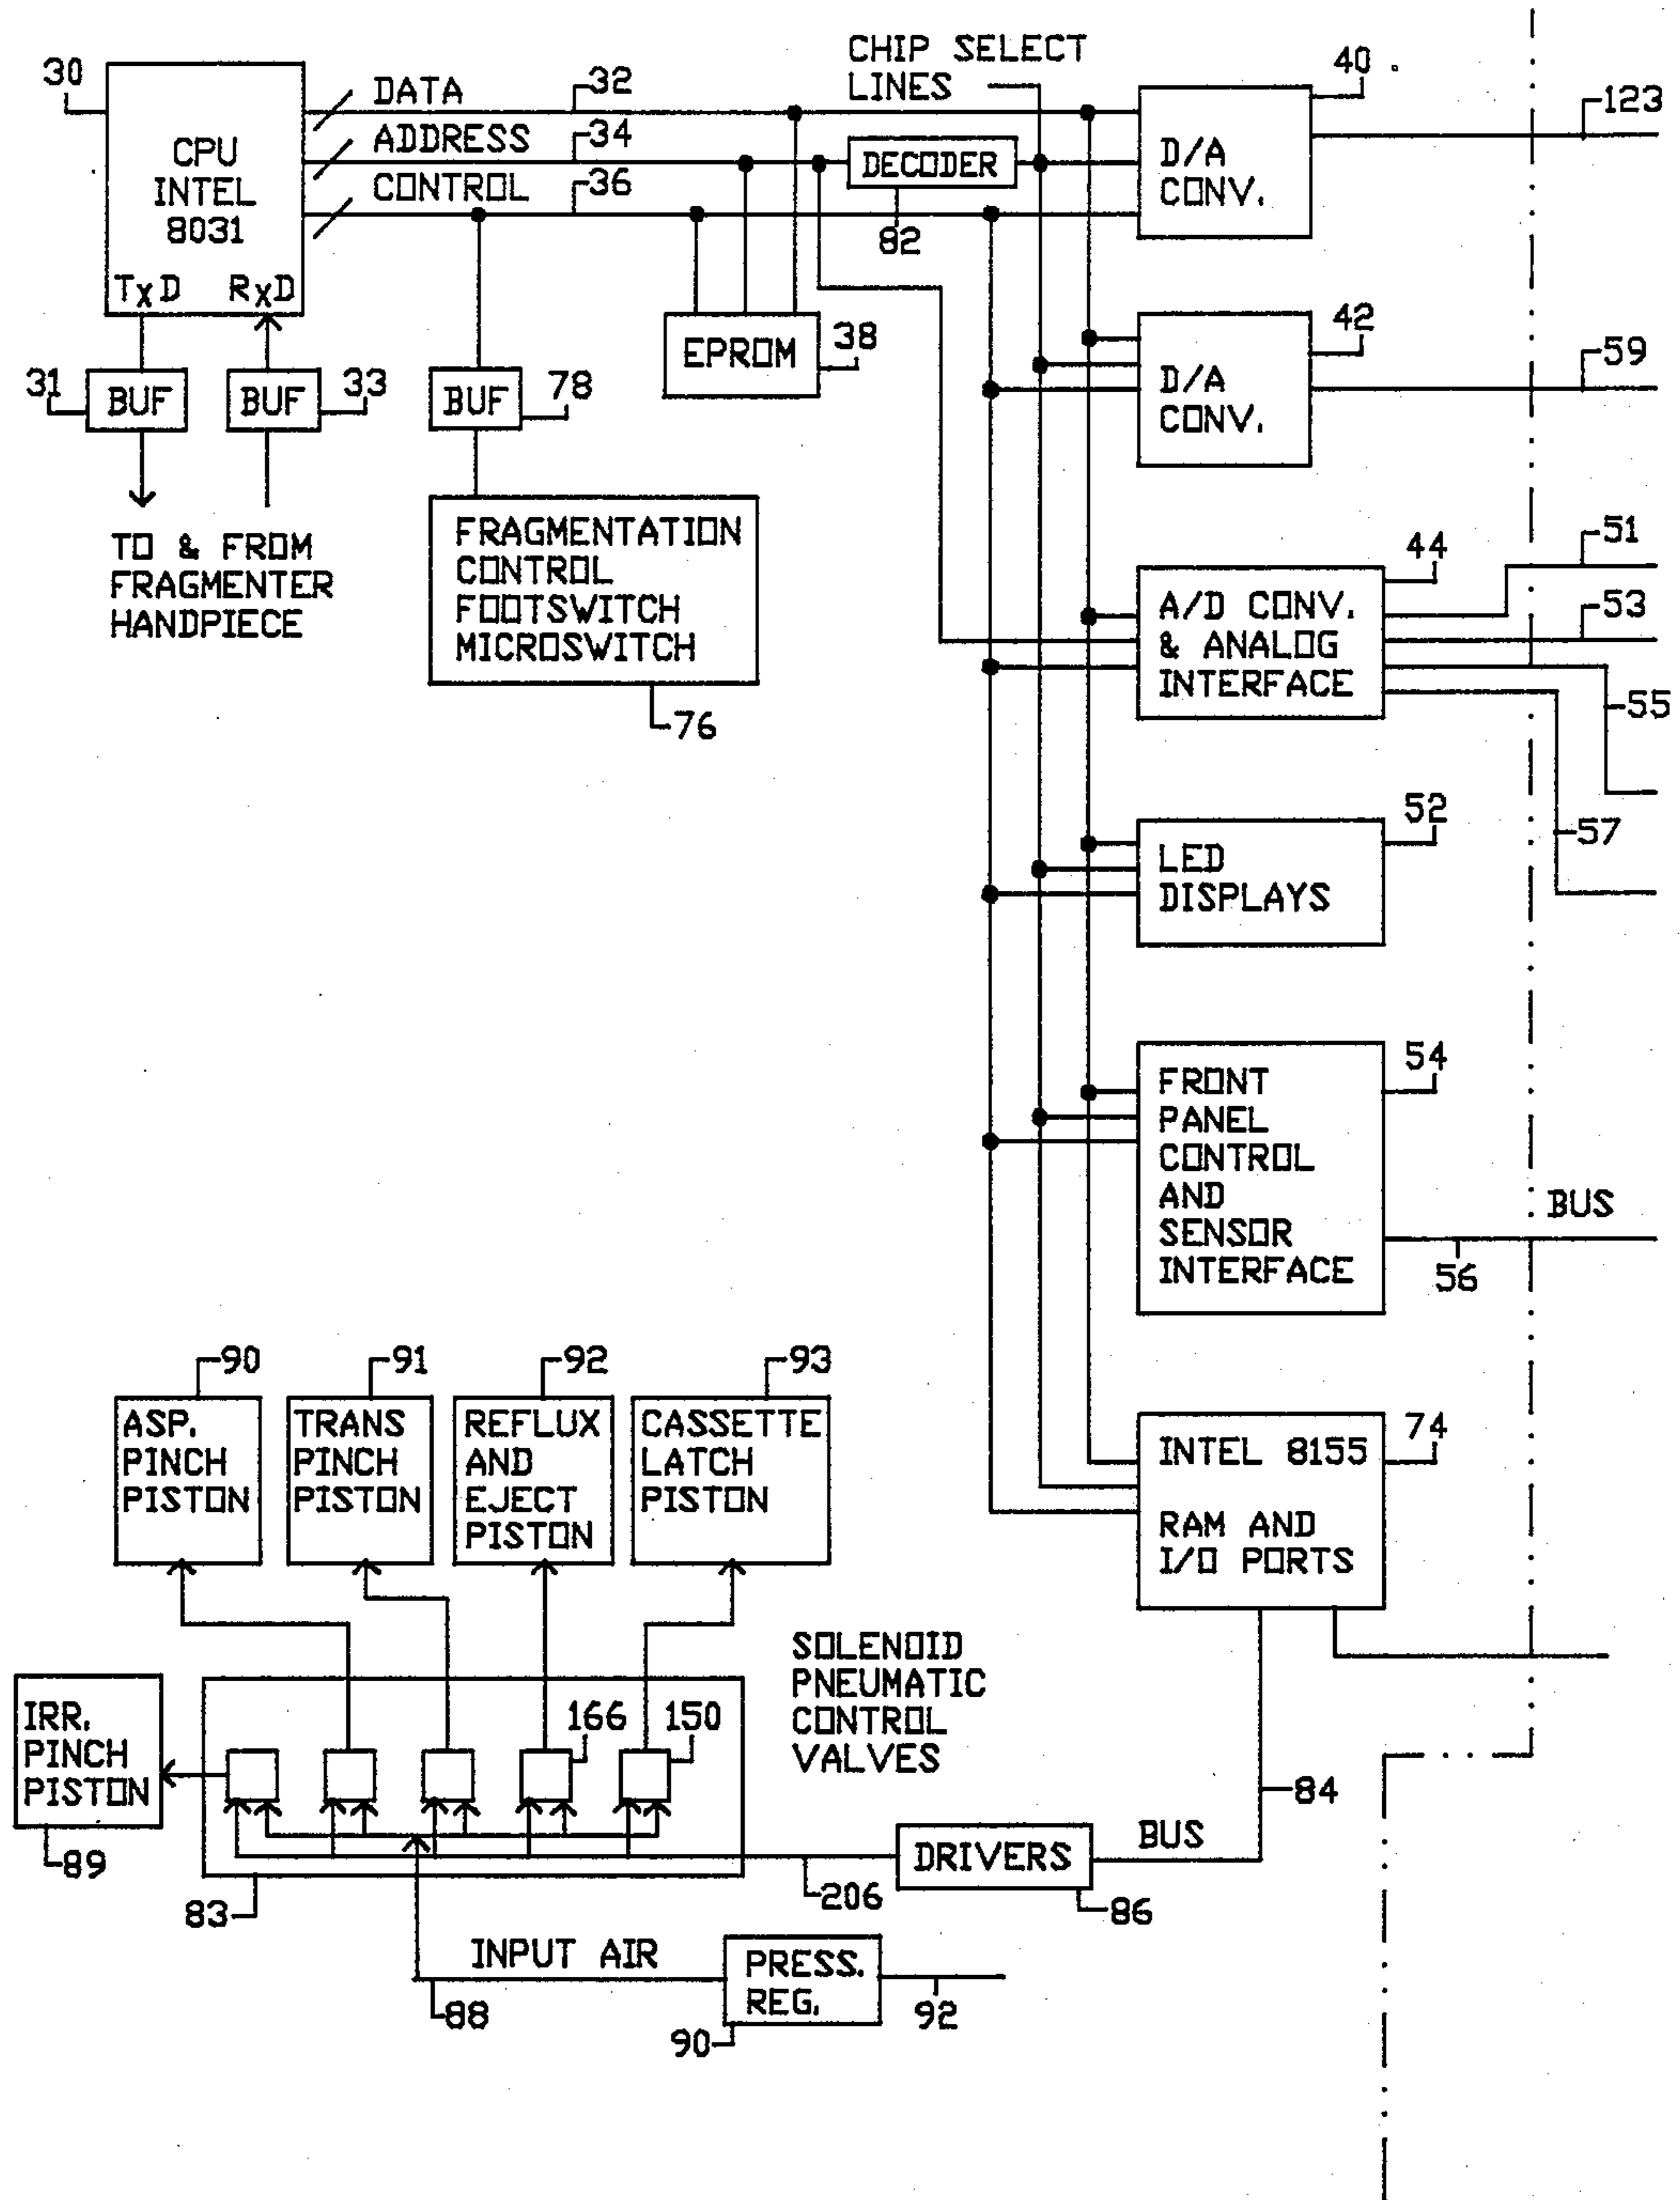 CHIP SELECT
LINES
30
CPU
INTEL
8031
TxD RxD
DATA
32
ADDRESS
34
CONTROL
36
DECODER
82
40
D/A
CONV.
123
31
BUF
BUF
33
BUF
78
EPROM
38
42
D/A
CONV.
59
TO & FROM
FRAGMENTER
HANDPIECE
FRAGMENTATION
CONTROL
FOOTSWITCH
MICROSWITCH
76
44
A/D CONV.
& ANALOG
INTERFACE
51
53
55
57
52
LED
DISPLAYS
54
FRONT
PANEL
CONTROL
AND
SENSOR
INTERFACE
BUS
56
90
ASP.
PINCH
PISTON
91
TRANS
PINCH
PISTON
92
REFLUX
AND
EJECT
PISTON
93
CASSETTE
LATCH
PISTON
74
INTEL 8155
RAM AND
I/O PORTS
SOLENOID
PNEUMATIC
CONTROL
VALVES
IRR.
PINCH
PISTON
89
166
150
83
206
DRIVERS
86
BUS
84
INPUT AIR
88
PRESS.
REG.
90
92